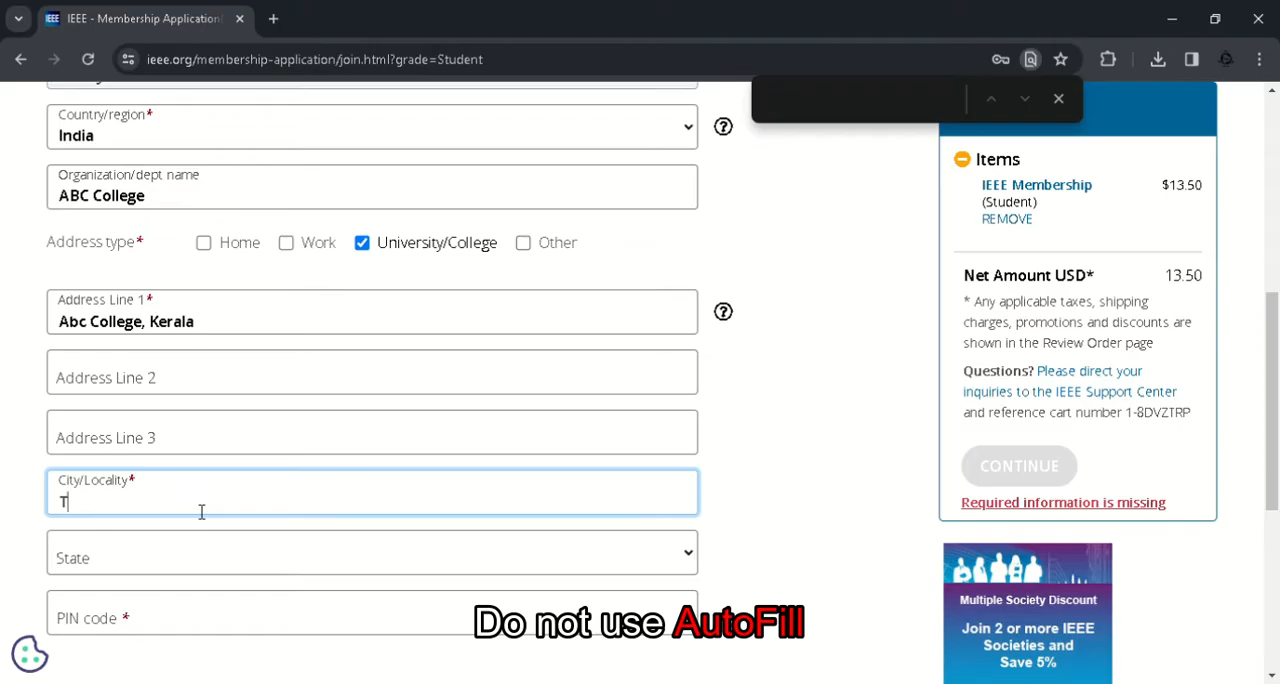 IEEE - Membership Application
ieee.org/membership-application/join.html?grade=Student
Country/region*
India
Organization/dept name
ABC College
Address type*
Home
Work
University/College
Other
Address Line 1*
Abc College, Kerala
Address Line 2
Address Line 3
City/Locality*
T
State
PIN code *
Do not use AutoFill
Items
IEEE Membership $13.50
(Student)
REMOVE
Net Amount USD* 13.50
* Any applicable taxes, shipping
charges, promotions and discounts are
shown in the Review Order page
Questions? Please direct your
inquiries to the IEEE Support Center
and reference cart number 1-8DVZTRP
CONTINUE
Required information is missing
Multiple Society Discount
Join 2 or more IEEE
Societies and
Save 5%